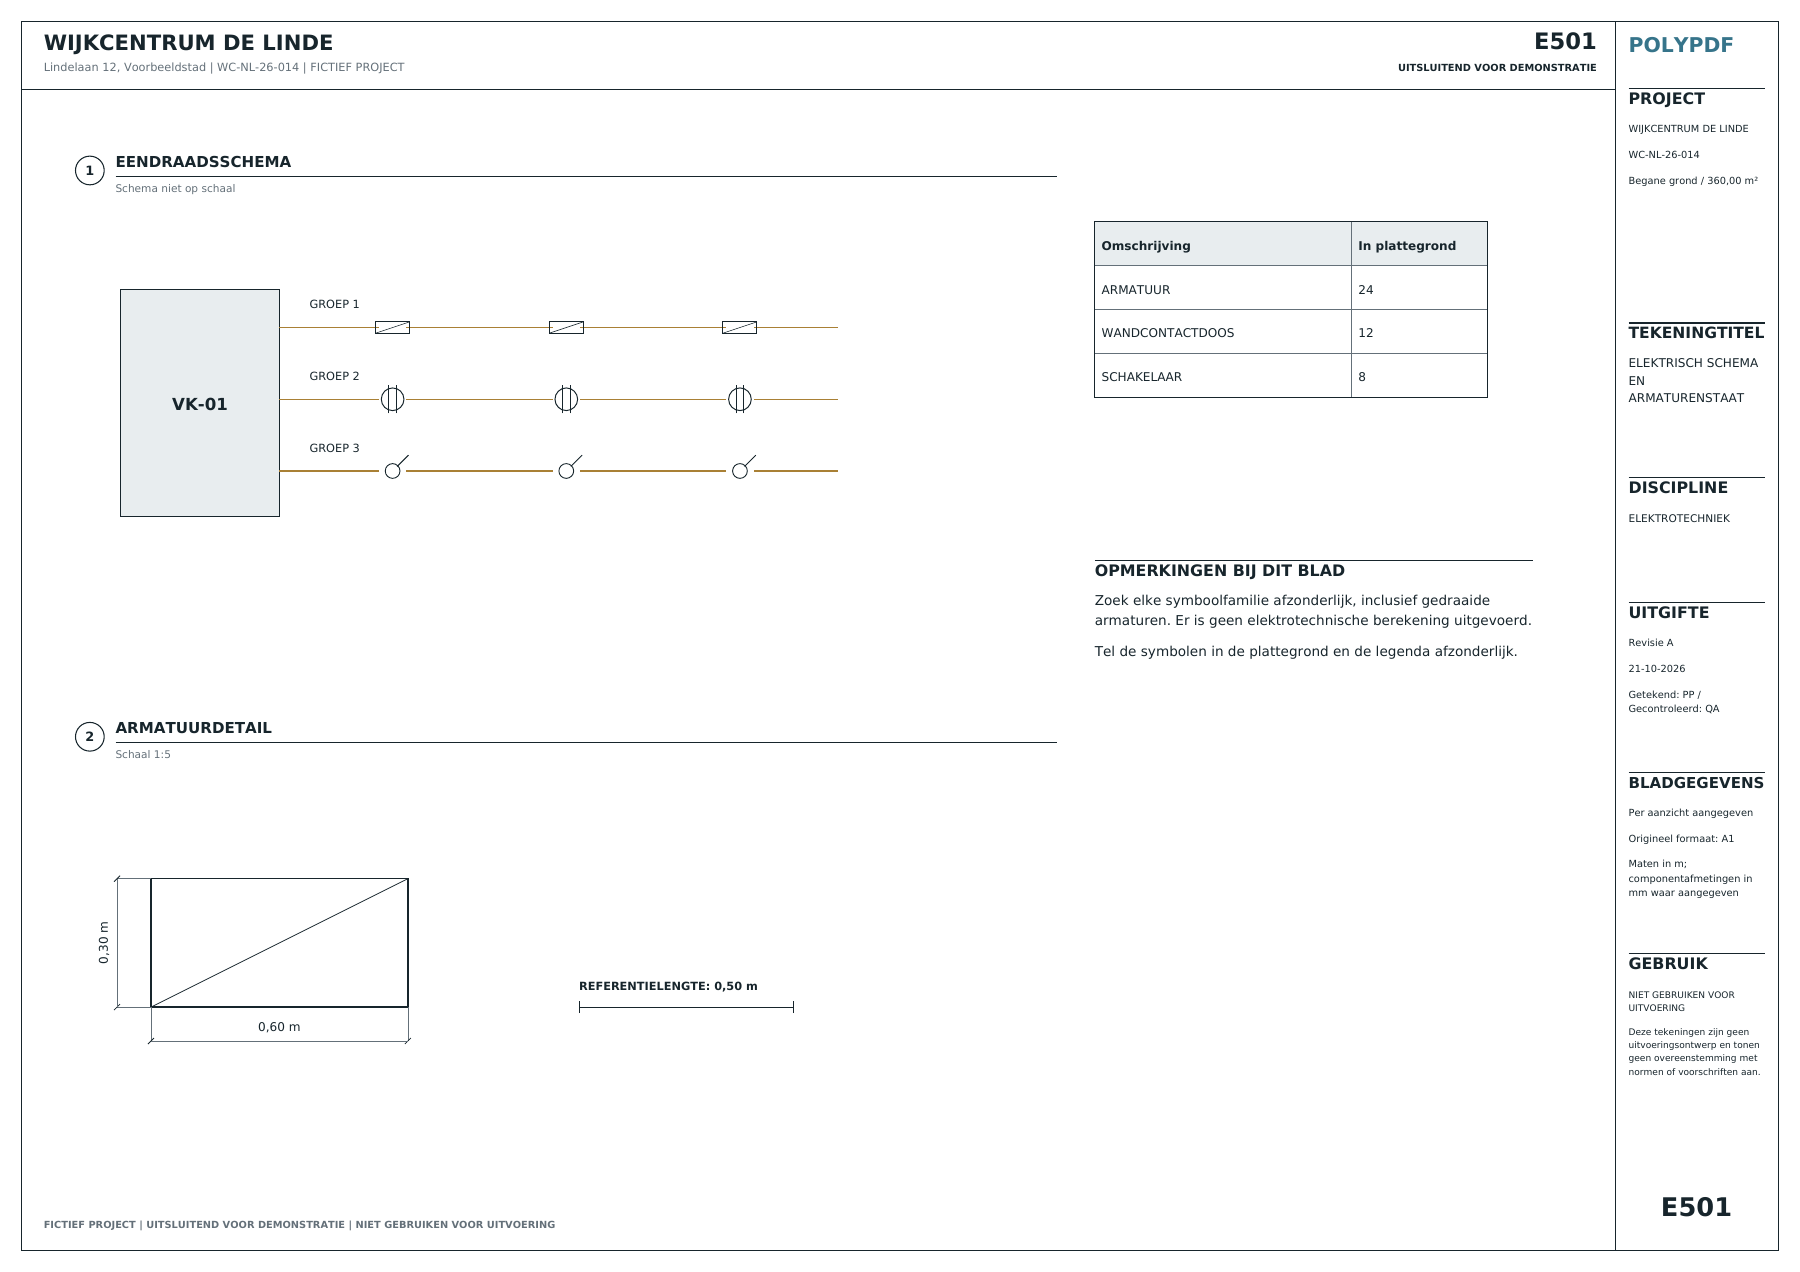 WIJKCENTRUM DE LINDE
Lindelaan 12, Voorbeeldstad | WC-NL-26-014 | FICTIEF PROJECT
E501
UITSLUITEND VOOR DEMONSTRATIE
1
EENDRAADSSCHEMA
Schema niet op schaal
VK-01
GROEP 1
GROEP 2
GROEP 3
Omschrijving In plattegrond
ARMATUUR 24
WANDCONTACTDOOS 12
SCHAKELAAR 8
OPMERKINGEN BIJ DIT BLAD
Zoek elke symboolfamilie afzonderlijk, inclusief gedraaide
armaturen. Er is geen elektrotechnische berekening uitgevoerd.
Tel de symbolen in de plattegrond en de legenda afzonderlijk.
2
ARMATUURDETAIL
Schaal 1:5
0,30 m
0,60 m
REFERENTIELENGTE: 0,50 m
FICTIEF PROJECT | UITSLUITEND VOOR DEMONSTRATIE | NIET GEBRUIKEN VOOR UITVOERING
POLYPDF
PROJECT
WIJKCENTRUM DE LINDE
WC-NL-26-014
Begane grond / 360,00 m²
TEKENINGTITEL
ELEKTRISCH SCHEMA
EN
ARMATURENSTAAT
DISCIPLINE
ELEKTROTECHNIEK
UITGIFTE
Revisie A
21-10-2026
Getekend: PP /
Gecontroleerd: QA
BLADGEGEVENS
Per aanzicht aangegeven
Origineel formaat: A1
Maten in m;
componentafmetingen in
mm waar aangegeven
GEBRUIK
NIET GEBRUIKEN VOOR
UITVOERING
Deze tekeningen zijn geen
uitvoeringsontwerp en tonen
geen overeenstemming met
normen of voorschriften aan.
E501